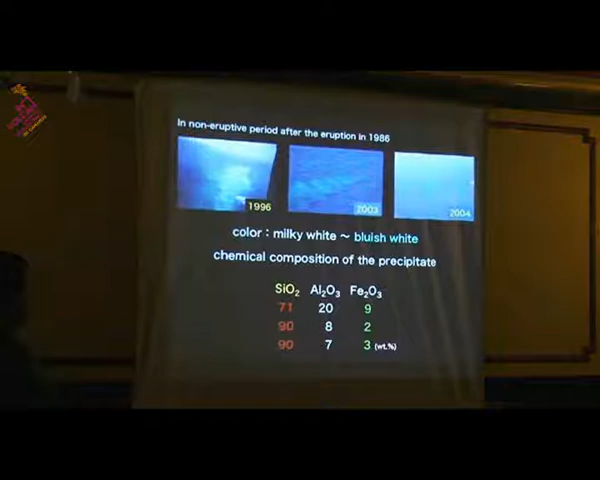 In non-eruptive period after the eruption in 1986
1996
2003
2004
color : milky white ~ bluish white
chemical composition of the precipitate
SiO₂ Al₂O₃ Fe₂O₃
71 20 9
90 8 2
90 7 3 (wt.%)